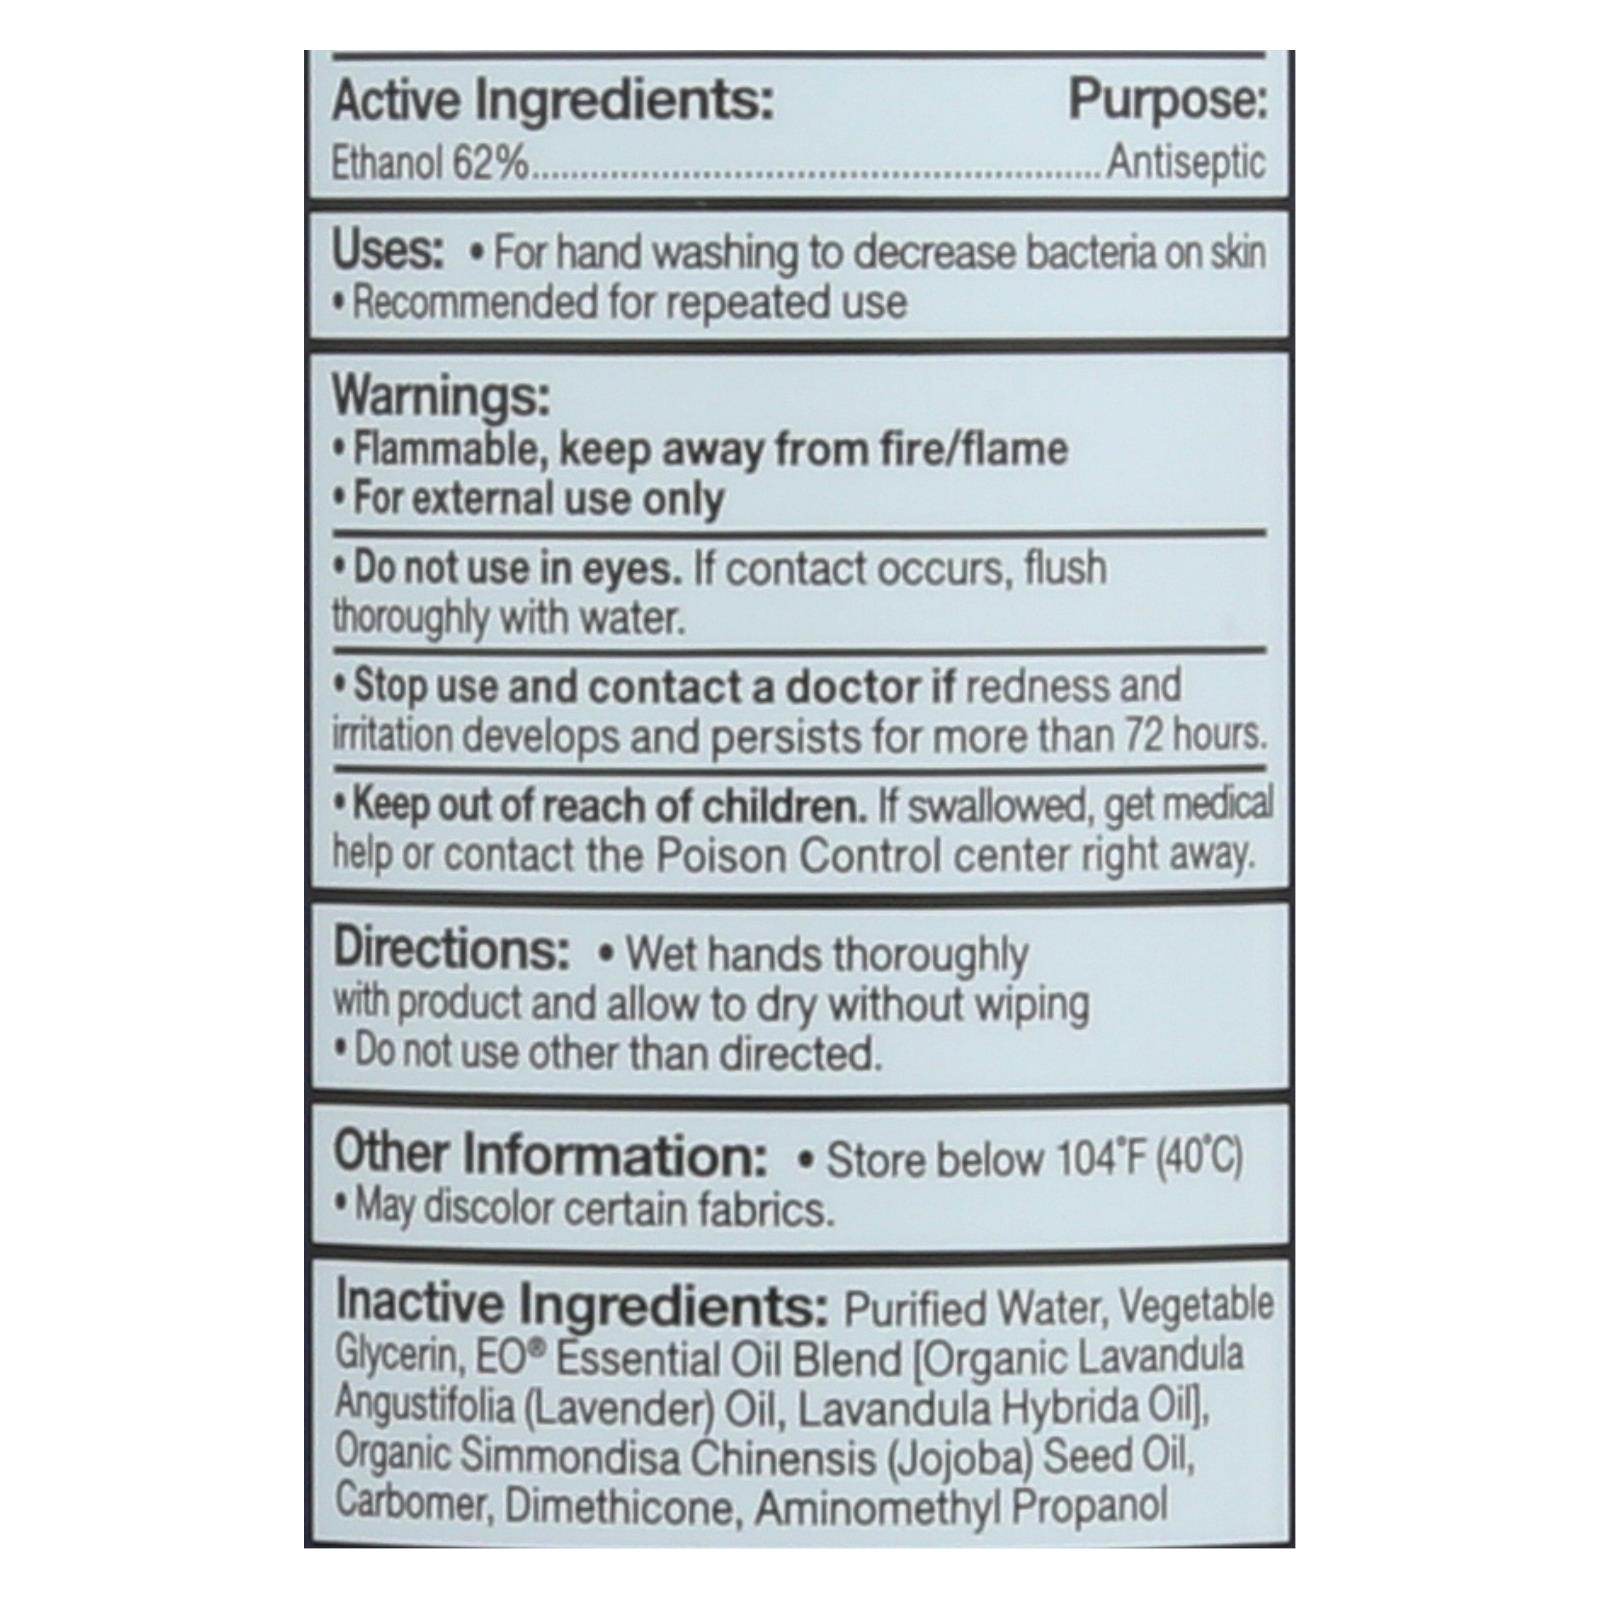 Active Ingredients: Purpose:
Ethanol 62%............................................................Antiseptic
Uses: • For hand washing to decrease bacteria on skin
• Recommended for repeated use
Warnings:
• Flammable, keep away from fire/flame
• For external use only
• Do not use in eyes. If contact occurs, flush
thoroughly with water.
• Stop use and contact a doctor if redness and
irritation develops and persists for more than 72 hours.
• Keep out of reach of children. If swallowed, get medical
help or contact the Poison Control center right away.
Directions: • Wet hands thoroughly
with product and allow to dry without wiping
• Do not use other than directed.
Other Information: • Store below 104°F (40°C)
• May discolor certain fabrics.
Inactive Ingredients: Purified Water, Vegetable
Glycerin, EO® Essential Oil Blend [Organic Lavandula
Angustifolia (Lavender) Oil, Lavandula Hybrida Oil],
Organic Simmondisa Chinensis (Jojoba) Seed Oil,
Carbomer, Dimethicone, Aminomethyl Propanol